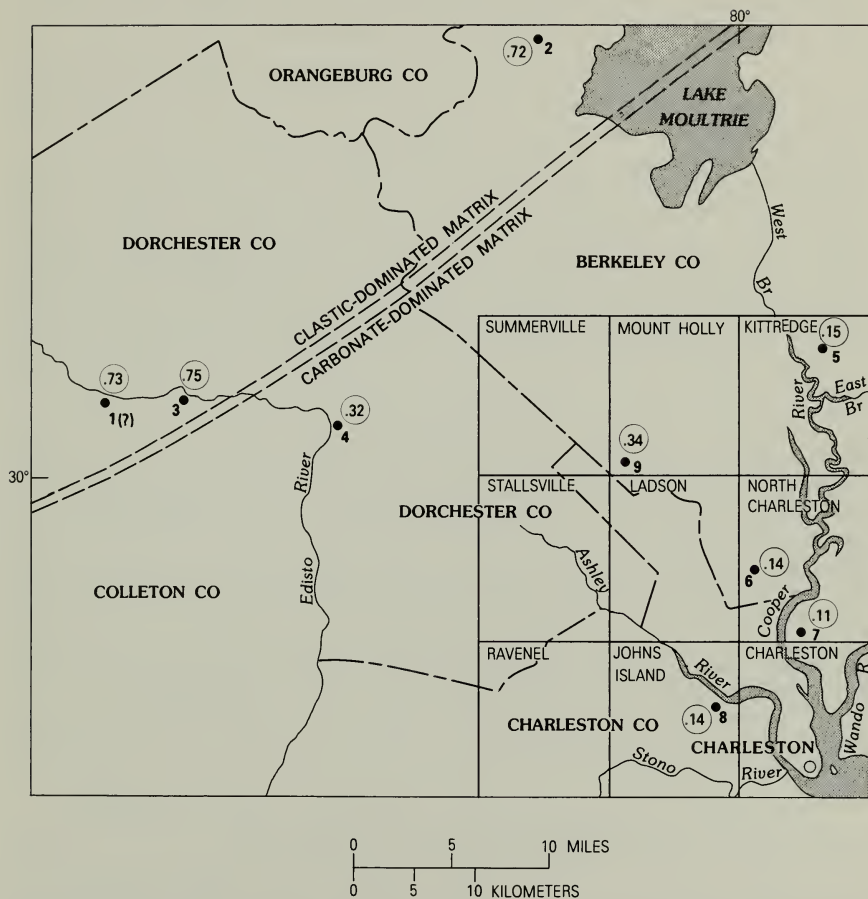 80°
.72
2
ORANGEBURG CO
LAKE
MOULTRIE
West
Br
DORCHESTER CO
CLASTIC-DOMINATED MATRIX
CARBONATE-DOMINATED MATRIX
BERKELEY CO
SUMMERVILLE
MOUNT HOLLY
KITTREDGE
.15
5
River
East
Br
.73
1(?)
.75
3
.32
4
.34
9
30°
River
Edisto
STALLSVILLE
LADSON
NORTH
CHARLESTON
DORCHESTER CO
Ashley
.14
6
COLLETON CO
Cooper
.11
7
RAVENEL
JOHNS
ISLAND
CHARLESTON
River
R
Wando
.14
8
CHARLESTON CO
CHARLESTON
Stono
River
0 5 10 MILES
0 5 10 KILOMETERS